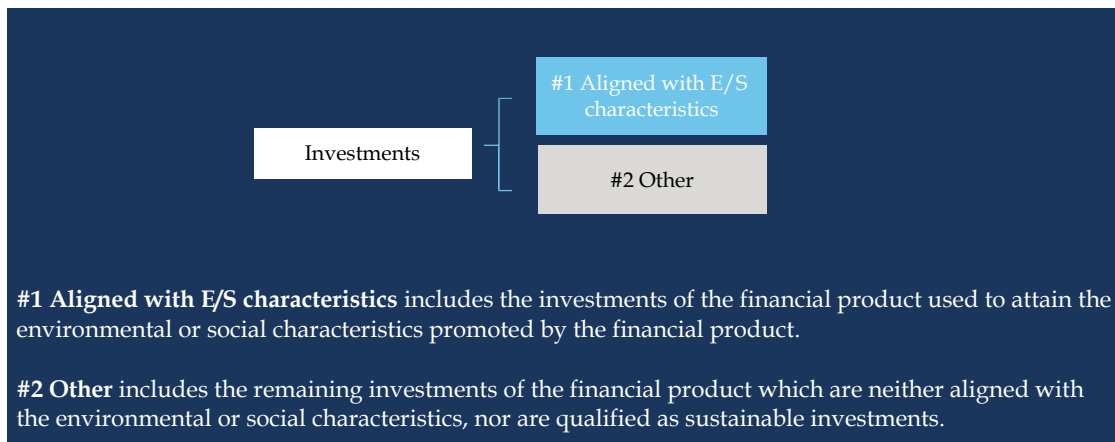 #1 Aligned with E/S
characteristics
Investments
#2 Other
#1 Aligned with E/S characteristics includes the investments of the financial product used to attain the
environmental or social characteristics promoted by the financial product.
#2 Other includes the remaining investments of the financial product which are neither aligned with
the environmental or social characteristics, nor are qualified as sustainable investments.